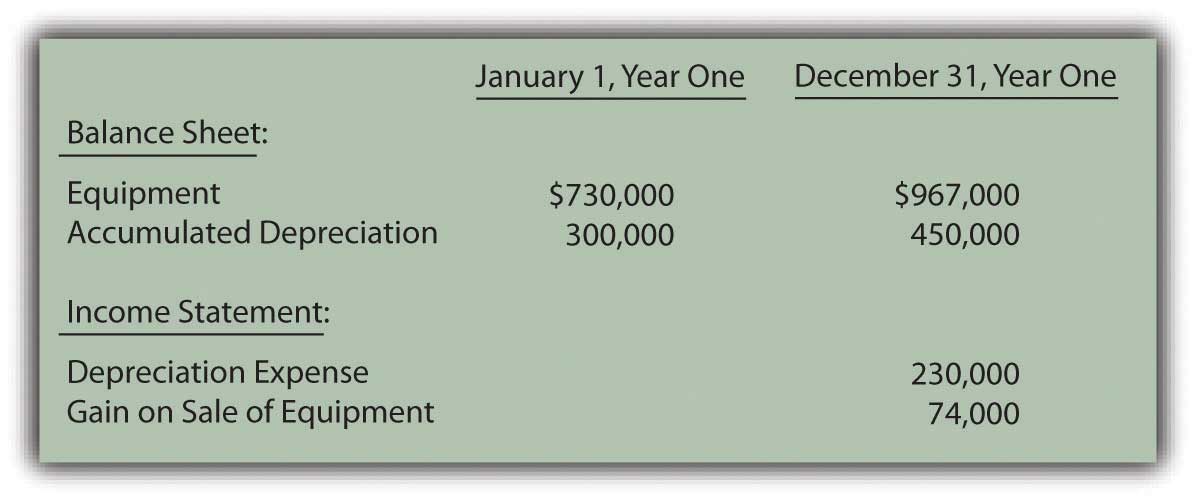 January 1, Year One December 31, Year One
Balance Sheet:
Equipment $730,000 $967,000
Accumulated Depreciation 300,000 450,000
Income Statement:
Depreciation Expense 230,000
Gain on Sale of Equipment 74,000